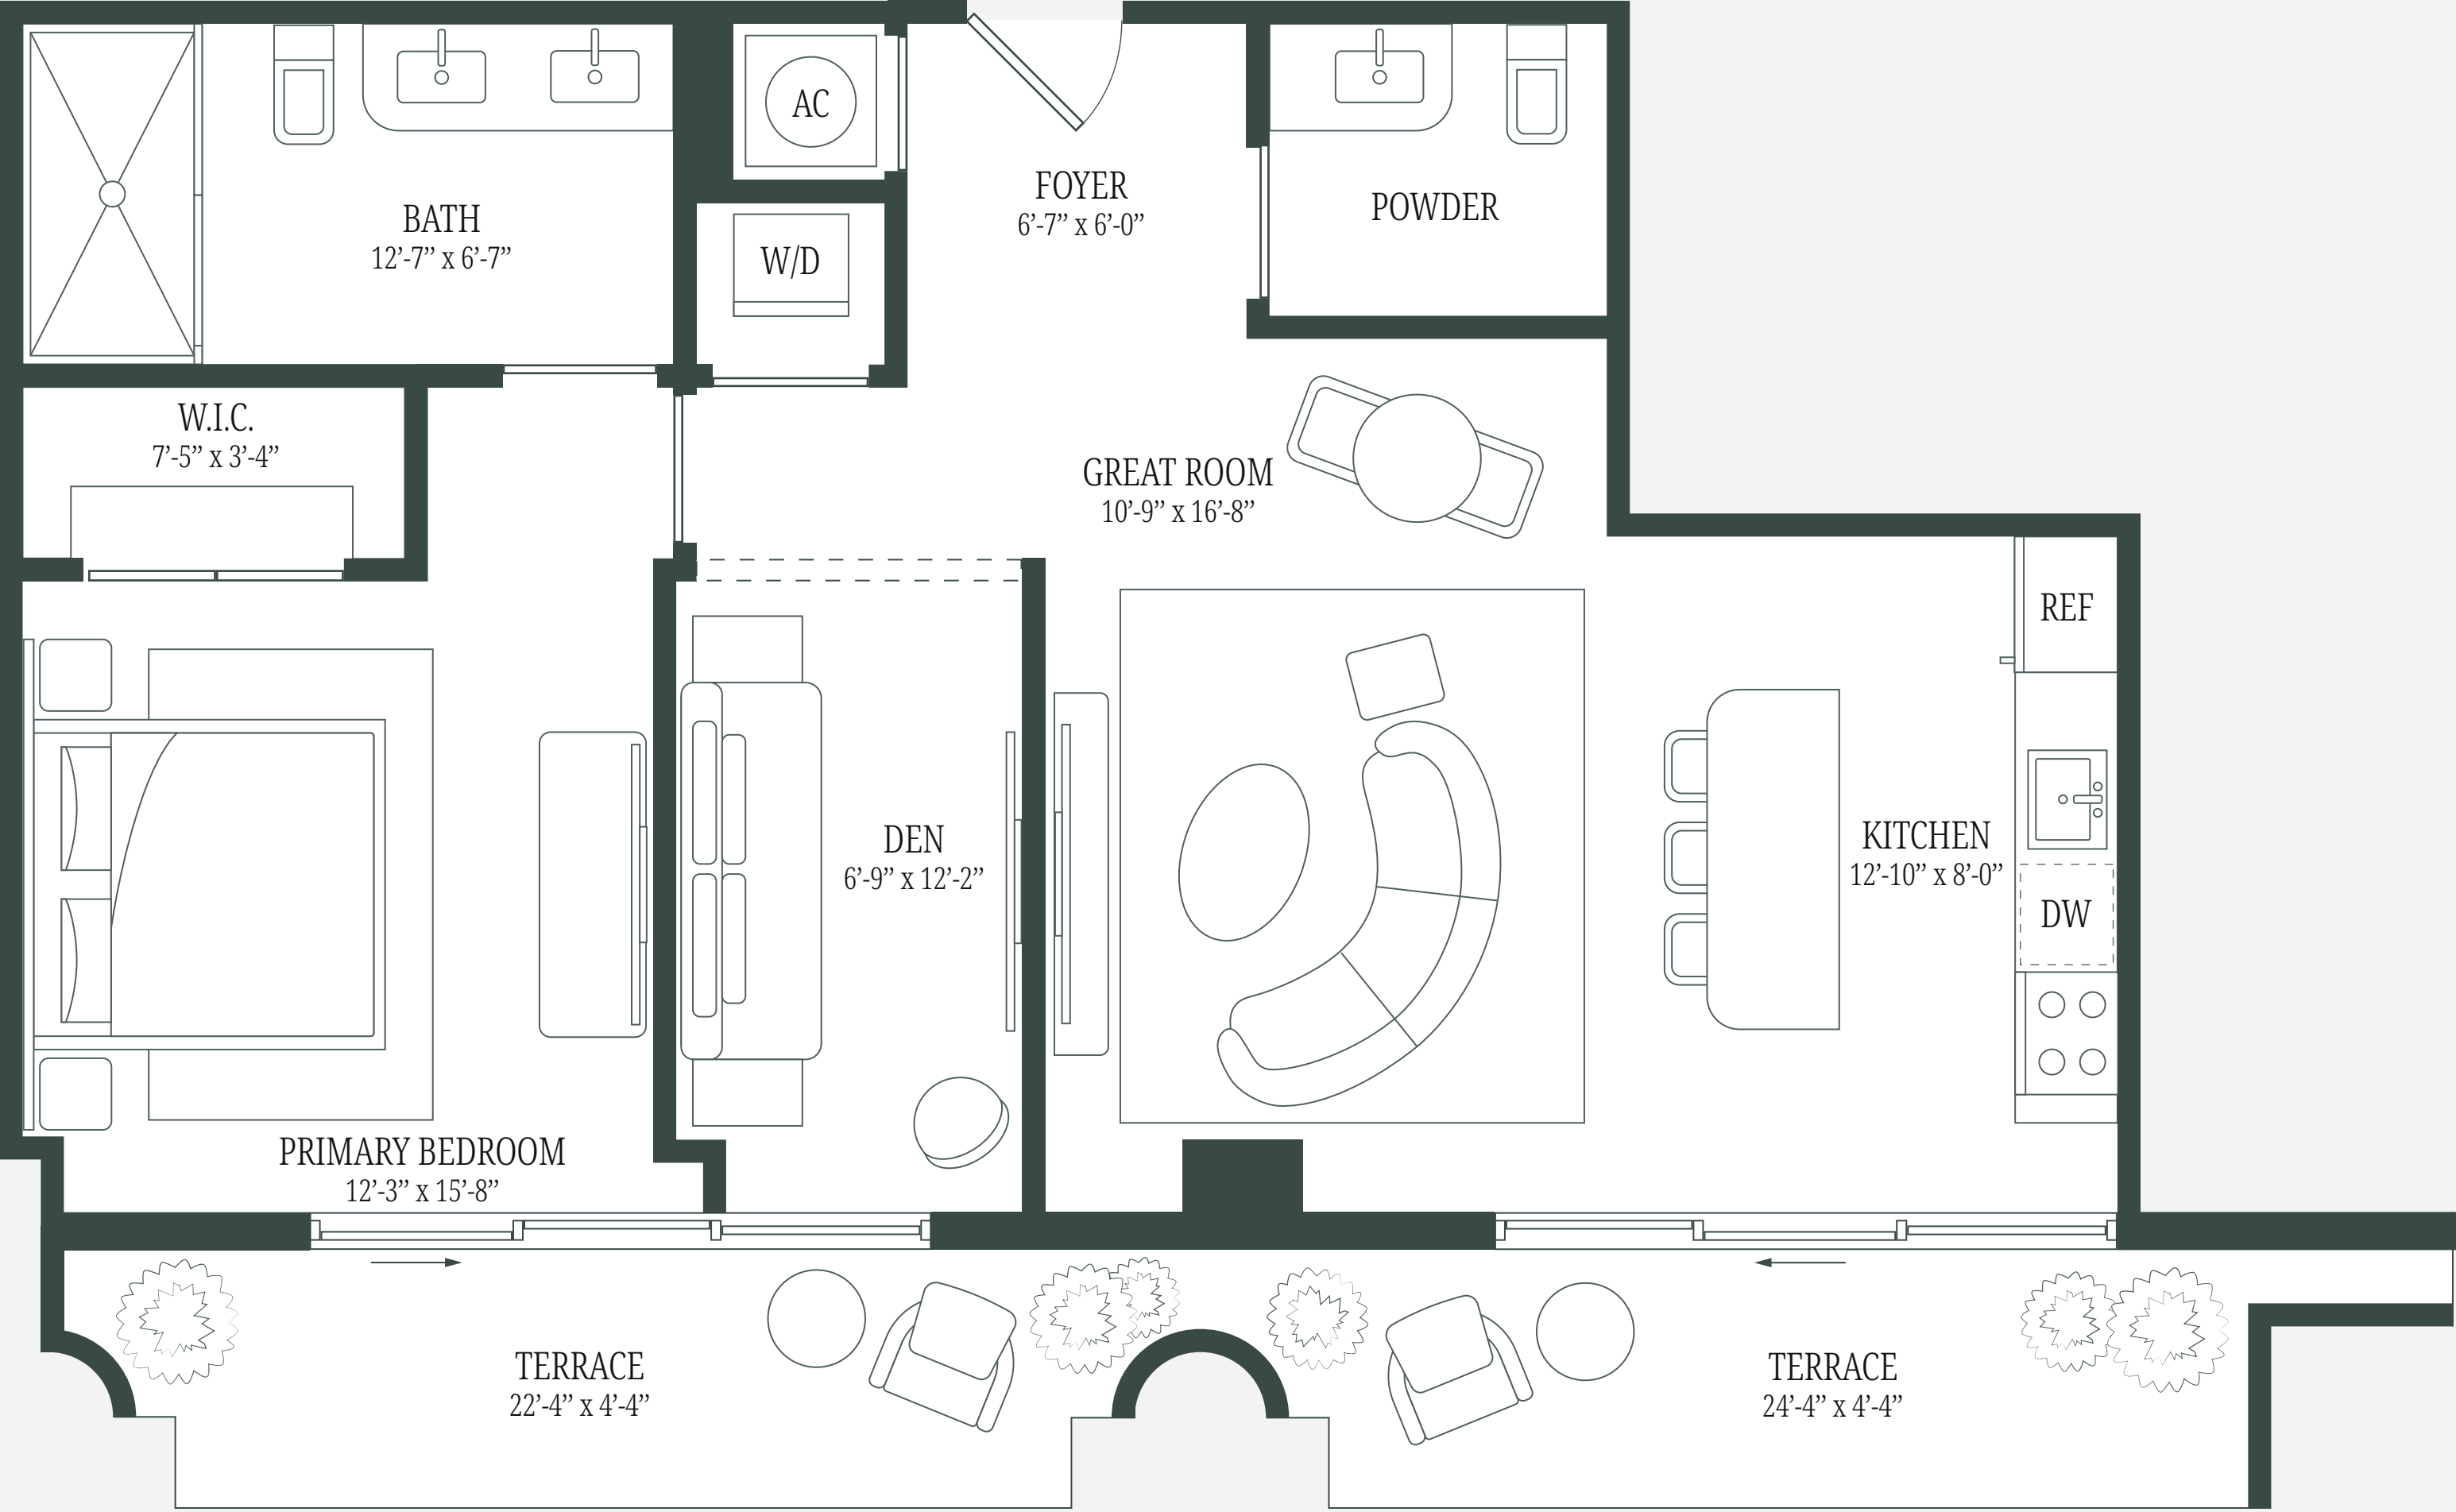 AC
FOYER
6’-7” x 6’-0”
POWDER
BATH
12’-7” x 6’-7”
W/D
W.I.C.
7’-5” x 3’-4”
GREAT ROOM
10’-9” x 16’-8”
REF
DEN
6’-9” x 12’-2”
KITCHEN
12’-10” x 8’-0”
DW
PRIMARY BEDROOM
12’-3” x 15’-8”
TERRACE
22’-4” x 4’-4”
TERRACE
24’-4” x 4’-4”